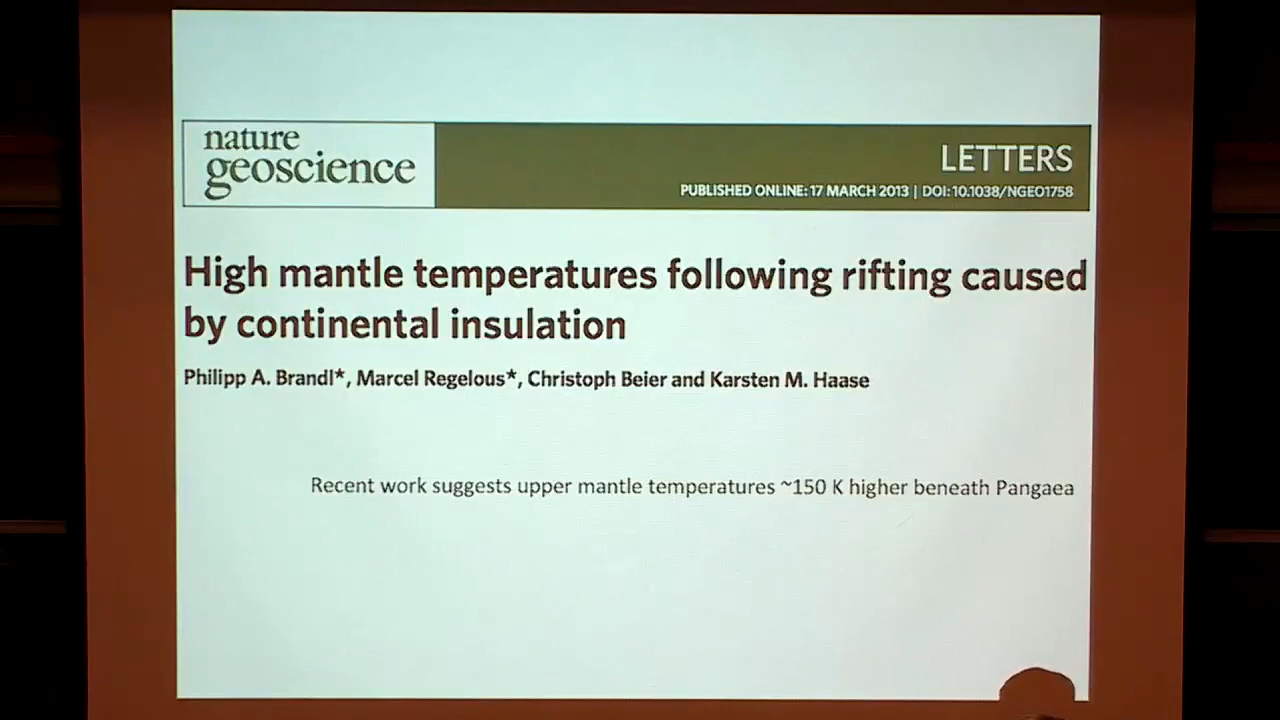 nature
geoscience
LETTERS
PUBLISHED ONLINE: 17 MARCH 2013 | DOI: 10.1038/NGEO1758
High mantle temperatures following rifting caused
by continental insulation
Philipp A. Brandl*, Marcel Regelous*, Christoph Beier and Karsten M. Haase
Recent work suggests upper mantle temperatures ~150 K higher beneath Pangaea